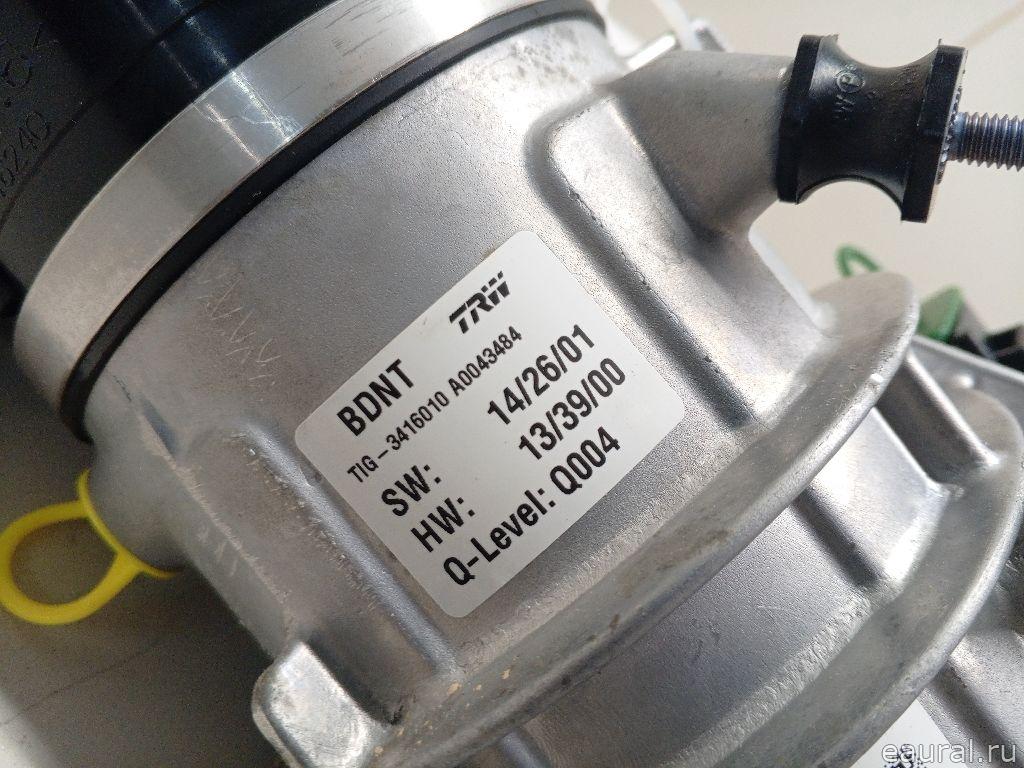 TRW
BDNT
TIG-3416010 A0043484
SW: 14/26/01
HW: 13/39/00
Q-Level: Q004
eaural.ru